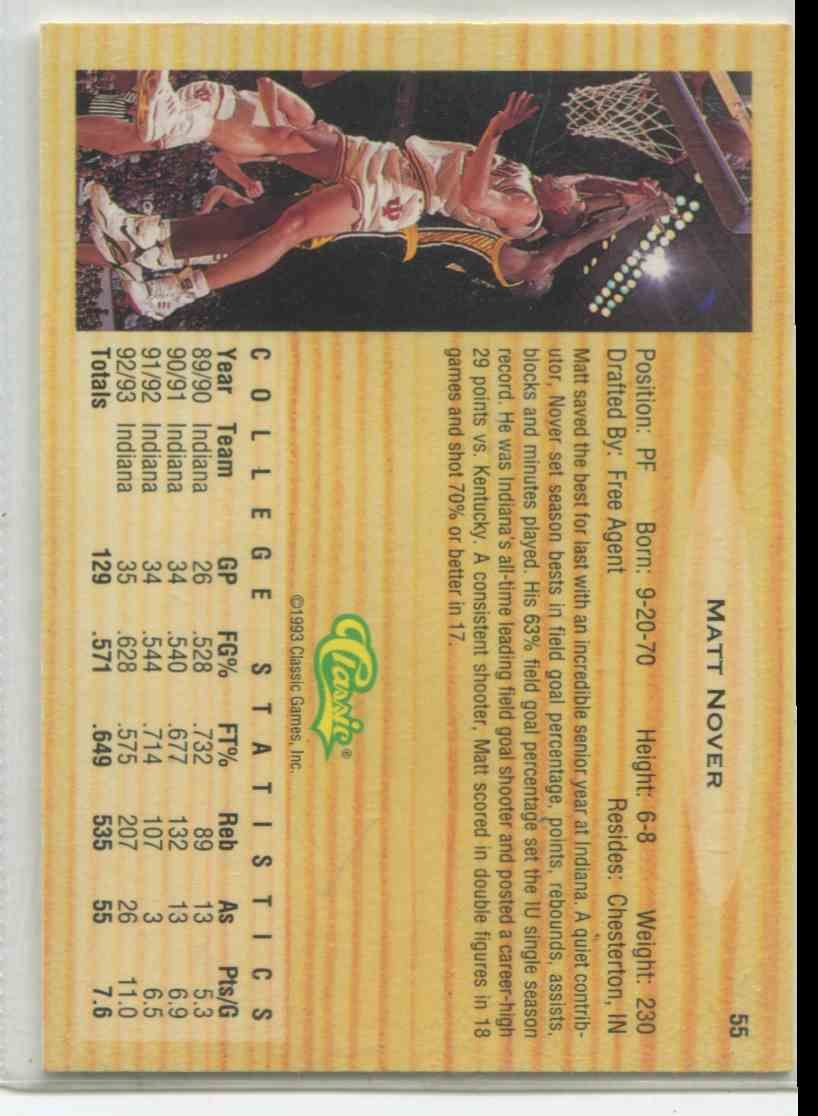 55
MATT NOVER
Position: PF Born: 9-20-70 Height: 6-8 Weight: 230
Drafted By: Free Agent Resides: Chesterton, IN
Matt saved the best for last with an incredible senior year at Indiana. A quiet contrib-
utor, Nover set season bests in field goal percentage, points, rebounds, assists,
blocks and minutes played. His 63% field goal percentage set the IU single season
record. He was Indiana's all-time leading field goal shooter and posted a career-high
29 points vs. Kentucky. A consistent shooter, Matt scored in double figures in 18
games and shot 70% or better in 17.
Classic®
©1993 Classic Games, Inc.
COLLEGE STATISTICS
Year Team GP FG% FT% Reb As Pts/G
89/90 Indiana 26 .528 .732 89 13 5.3
90/91 Indiana 34 .540 .677 132 13 6.9
91/92 Indiana 34 .544 .714 107 3 6.5
92/93 Indiana 35 .628 .575 207 26 11.0
Totals 129 .571 .649 535 55 7.6